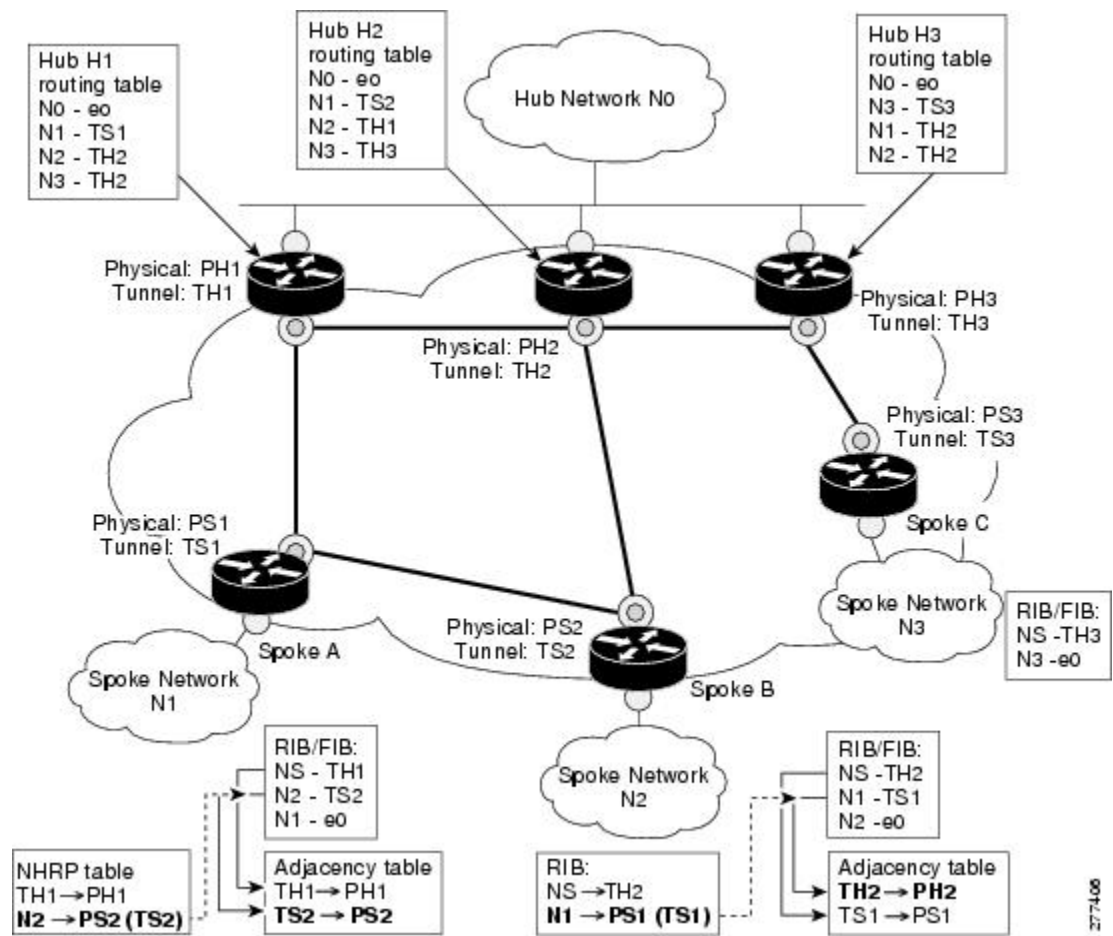 Hub H1
routing table
N0 - e0
N1 - TS1
N2 - TH2
N3 - TH2
Hub H2
routing table
N0 - e0
N1 - TS2
N2 - TH1
N3 - TH3
Hub Network N0
Hub H3
routing table
N0 - e0
N3 - TS3
N1 - TH2
N2 - TH2
Physical: PH1
Tunnel: TH1
Physical: PH2
Tunnel: TH2
Physical: PH3
Tunnel: TH3
Physical: PS3
Tunnel: TS3
Spoke C
Physical: PS1
Tunnel: TS1
Spoke A
Physical: PS2
Tunnel: TS2
Spoke B
Spoke Network
N3
RIB/FIB:
NS -TH3
N3 -e0
Spoke Network
N1
Spoke Network
N2
RIB/FIB:
NS - TH1
N2 - TS2
N1 - e0
RIB/FIB:
NS -TH2
N1 -TS1
N2 -e0
NHRP table
TH1→PH1
N2 →PS2 (TS2)
Adjacency table
TH1→PH1
TS2 → PS2
RIB:
NS →TH2
N1 →PS1 (TS1)
Adjacency table
TH2→ PH2
TS1→PS1
277406